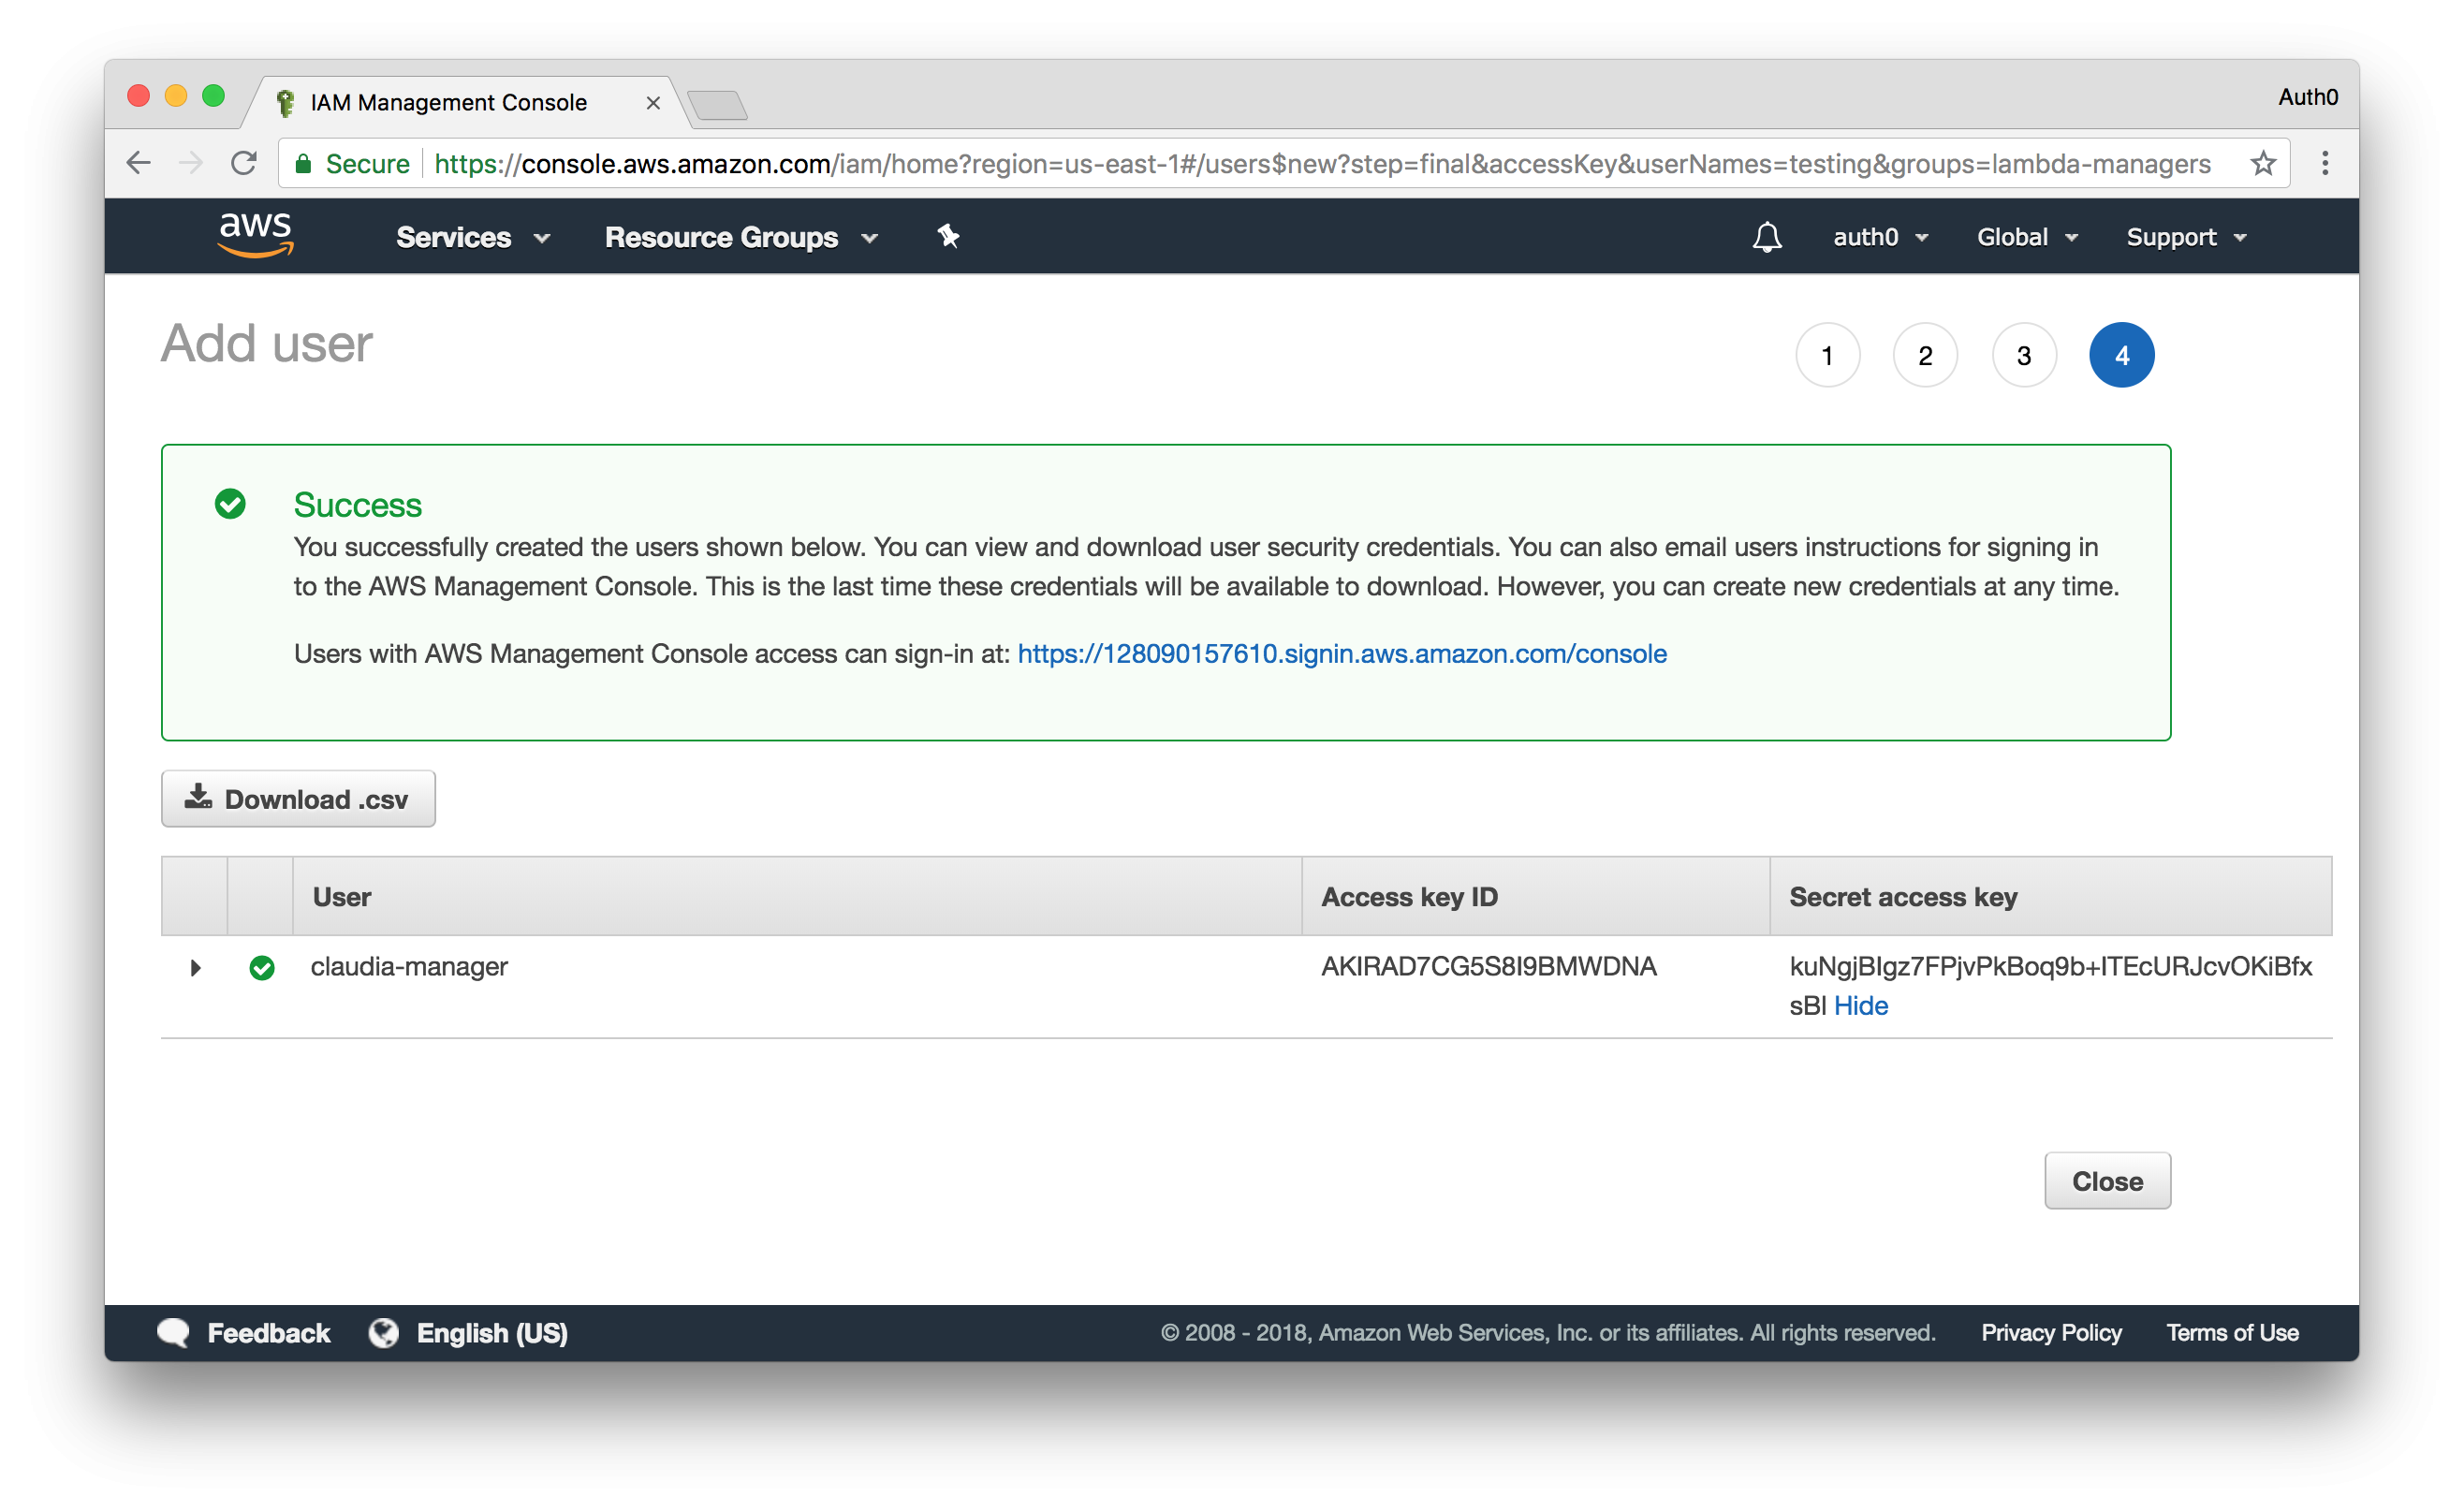 IAM Management Console
Auth0
Secure https://console.aws.amazon.com/iam/home?region=us-east-1#/users$new?step=final&accessKey&userNames=testing&groups=lambda-managers
aws Services Resource Groups auth0 Global Support
Add user
1 2 3 4
Success
You successfully created the users shown below. You can view and download user security credentials. You can also email users instructions for signing in
to the AWS Management Console. This is the last time these credentials will be available to download. However, you can create new credentials at any time.
Users with AWS Management Console access can sign-in at: https://128090157610.signin.aws.amazon.com/console
Download .csv
User Access key ID Secret access key
claudia-manager AKIRAD7CG5S8I9BMWDNA kuNgjBIgz7FPjvPkBoq9b+ITEcURJcvOKiBfx
sBI Hide
Close
Feedback English (US) © 2008 - 2018, Amazon Web Services, Inc. or its affiliates. All rights reserved. Privacy Policy Terms of Use